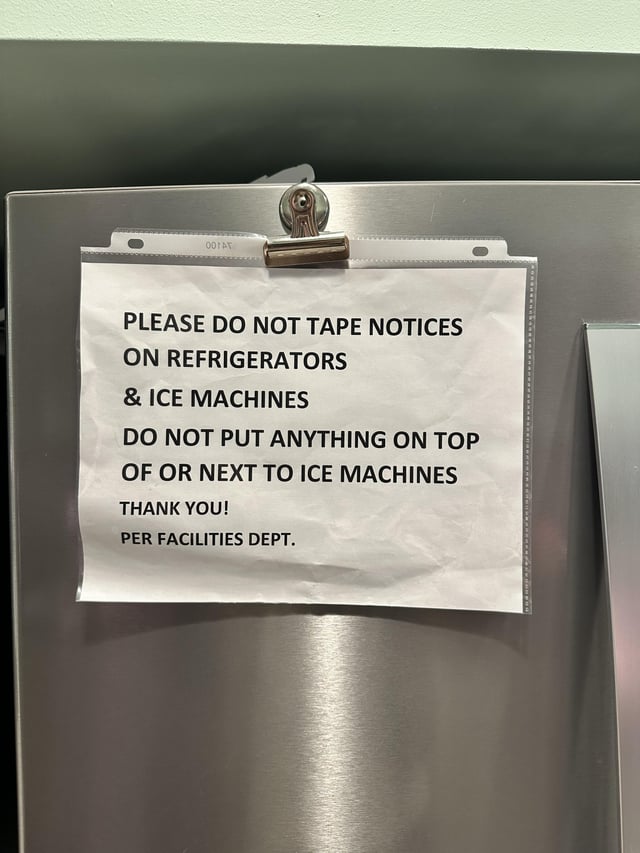 74100
PLEASE DO NOT TAPE NOTICES
ON REFRIGERATORS
& ICE MACHINES
DO NOT PUT ANYTHING ON TOP
OF OR NEXT TO ICE MACHINES
THANK YOU!
PER FACILITIES DEPT.